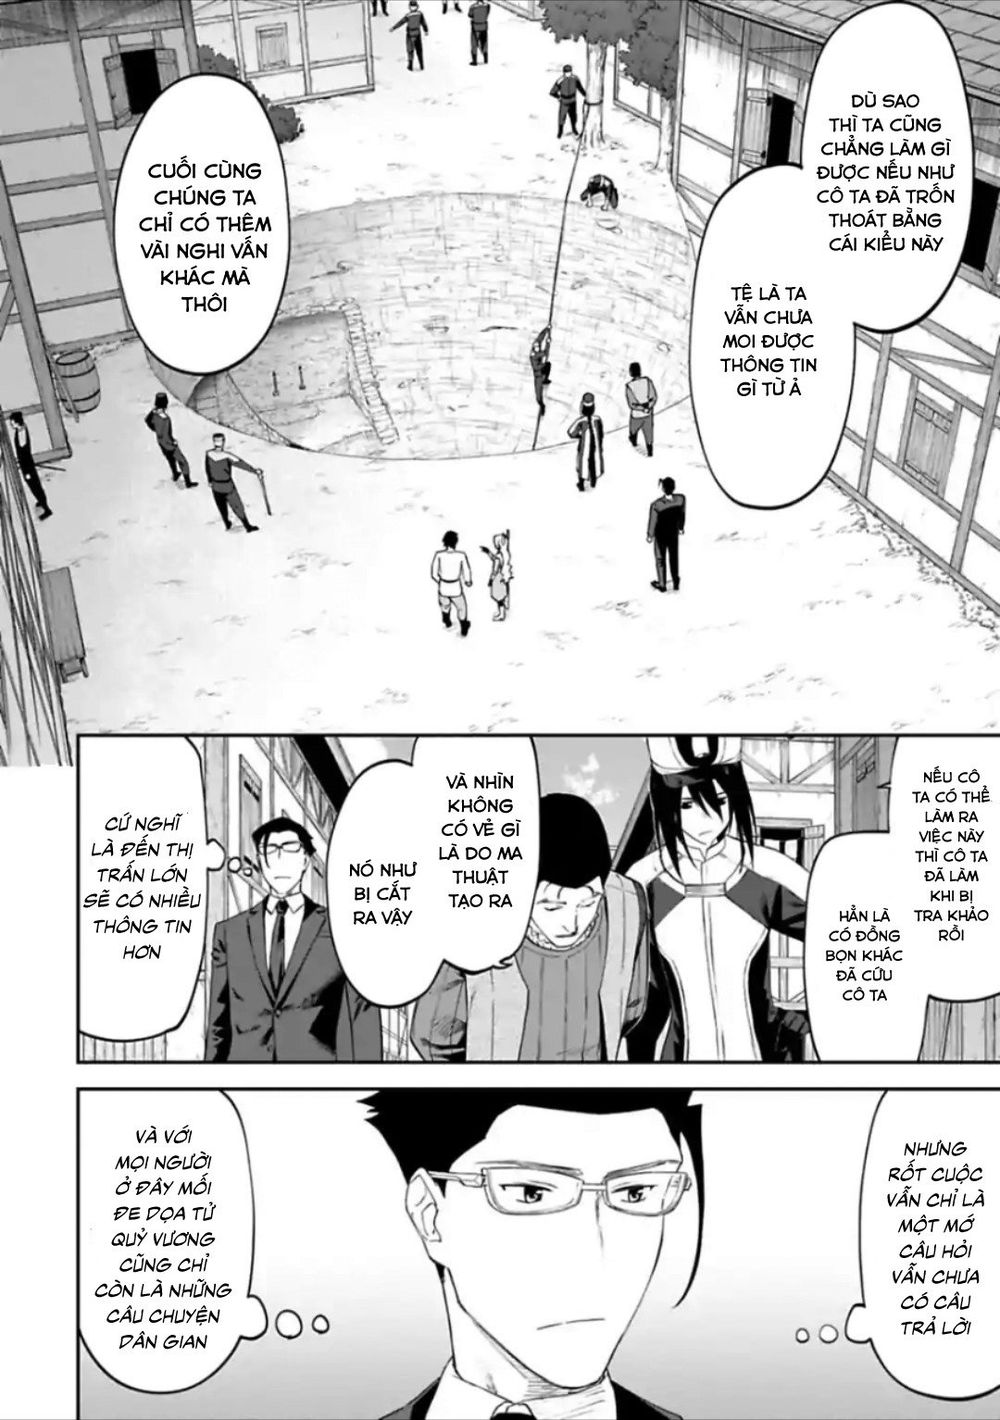 DÙ SAO
THÌ TA CŨNG
CHẲNG LÀM GÌ
ĐƯỢC NẾU NHƯ
CÔ TA ĐÃ TRỐN
THOÁT BẰNG
CÁI KIỂU NÀY
TỆ LÀ TA
VẪN CHƯA
MOI ĐƯỢC
THÔNG TIN
GÌ TỪ Ả
CUỐI CÙNG
CHÚNG TA
CHỈ CÓ THÊM
VÀI NGHI VẤN
KHÁC MÀ
THÔI
NẾU CÔ
TA CÓ THỂ
LÀM RA
VIỆC NÀY
THÌ CÔ TA
ĐÃ LÀM
KHI BỊ
TRA KHẢO
RỒI
HẲN LÀ
CÓ ĐỒNG
BỌN KHÁC
ĐÃ CỨU
CÔ TA
VÀ NHÌN
KHÔNG
CÓ VẺ GÌ
LÀ DO MA
THUẬT
TẠO RA
NÓ NHƯ
BỊ CẮT
RA VẬY
CỨ NGHĨ
LÀ ĐẾN THỊ
TRẤN LỚN
SẼ CÓ NHIỀU
THÔNG TIN
HƠN
NHƯNG
RỐT CUỘC
VẪN CHỈ LÀ
MỘT MỚ
CÂU HỎI
VẪN CHƯA
CÓ CÂU
TRẢ LỜI
VÀ VỚI
MỌI NGƯỜI
Ở ĐÂY MỐI
ĐE DỌA TỪ
QUỶ VƯƠNG
CŨNG CHỈ
CÒN LÀ NHỮNG
CÂU CHUYỆN
DÂN GIAN